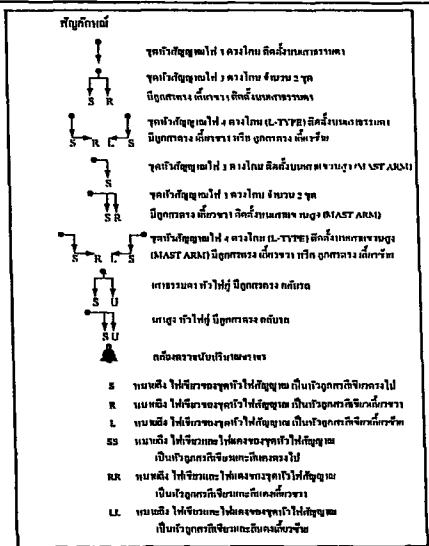 สัญลักษณ์
ชุดหัวสัญญาณไฟ 3 ดวงโคม ติดตั้งบนเสาธรรมดา
ชุดหัวสัญญาณไฟ 3 ดวงโคม จำนวน 2 ชุด
S R มีลูกศรตรง เลี้ยวขวา ติดตั้งบนเสาธรรมดา
ชุดหัวสัญญาณไฟ 4 ดวงโคม (L-TYPE) ติดตั้งบนเสาธรรมดา
S R L S มีลูกศรตรง เลี้ยวขวา หรือ ลูกศรตรง เลี้ยวซ้าย
ชุดหัวสัญญาณไฟ 3 ดวงโคม ติดตั้งบนเสาแขนสูง (MAST ARM)
S
ชุดหัวสัญญาณไฟ 3 ดวงโคม จำนวน 2 ชุด
S R มีลูกศรตรง เลี้ยวขวา ติดตั้งบนเสาแขนสูง (MAST ARM)
ชุดหัวสัญญาณไฟ 4 ดวงโคม (L-TYPE) ติดตั้งบนเสาแขนสูง
S R L S (MAST ARM) มีลูกศรตรง เลี้ยวขวา หรือ ลูกศรตรง เลี้ยวซ้าย
เสาธรรมดา หัวไฟคู่ มีลูกศรตรง กลับรถ
S U
เสาสูง หัวไฟคู่ มีลูกศรตรง กลับรถ
S U
กล้องตรวจนับปริมาณจราจร
S หมายถึง ไฟเขียวของชุดหัวไฟสัญญาณ เป็นหัวลูกศรสีเขียวตรงไป
R หมายถึง ไฟเขียวของชุดหัวไฟสัญญาณ เป็นหัวลูกศรสีเขียวเลี้ยวขวา
L หมายถึง ไฟเขียวของชุดหัวไฟสัญญาณ เป็นหัวลูกศรสีเขียวเลี้ยวซ้าย
SS หมายถึง ไฟเขียวและไฟแดงของชุดหัวไฟสัญญาณ
เป็นหัวลูกศรสีเขียวและสีแดงตรงไป
RR หมายถึง ไฟเขียวและไฟแดงของชุดหัวไฟสัญญาณ
เป็นหัวลูกศรสีเขียวและสีแดงเลี้ยวขวา
LL หมายถึง ไฟเขียวและไฟแดงของชุดหัวไฟสัญญาณ
เป็นหัวลูกศรสีเขียวและสีแดงเลี้ยวซ้าย